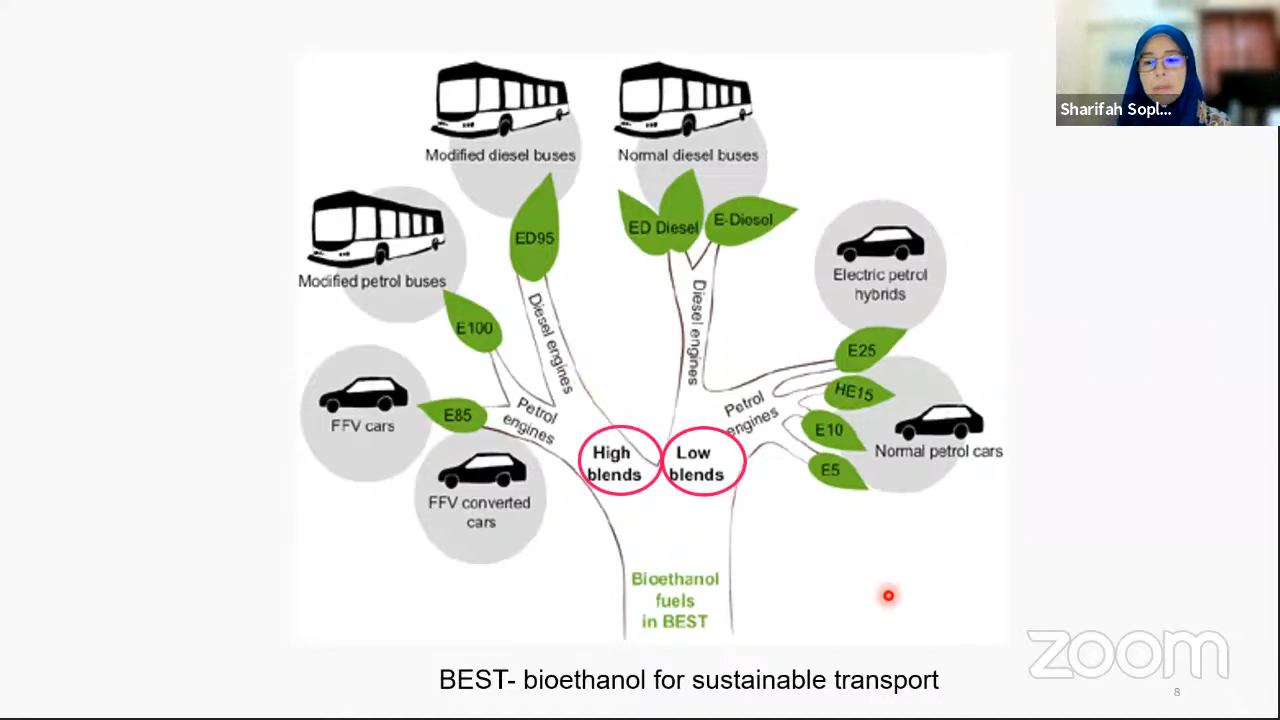 Sharifah Sopl...
Modified diesel buses
Normal diesel buses
ED95
ED Diesel
E-Diosol
Modified petrol buses
Electric petrol
hybrids
E100
Diesel engines
Diesel engines
E25
FFV cars
E85
Petrol
engines
Petrol
engines
HE15
E10
Normal petrol cars
E5
High
blends
Low
blends
FFV converted
cars
Bioethanol
fuels
in BEST
BEST- bioethanol for sustainable transport
zoom
8